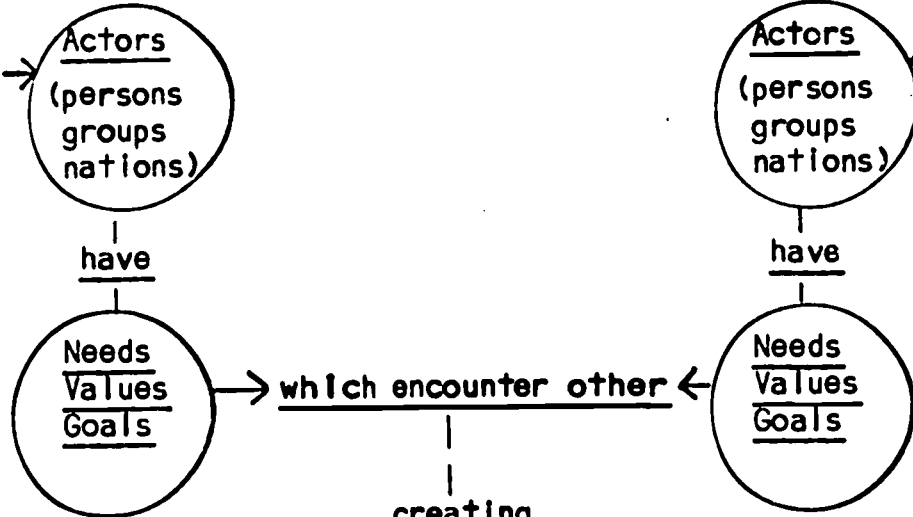 Actors
(persons
groups
nations)
have
Needs
Values
Goals
Actors
(persons
groups
nations)
have
Needs
Values
Goals
which encounter other
creating